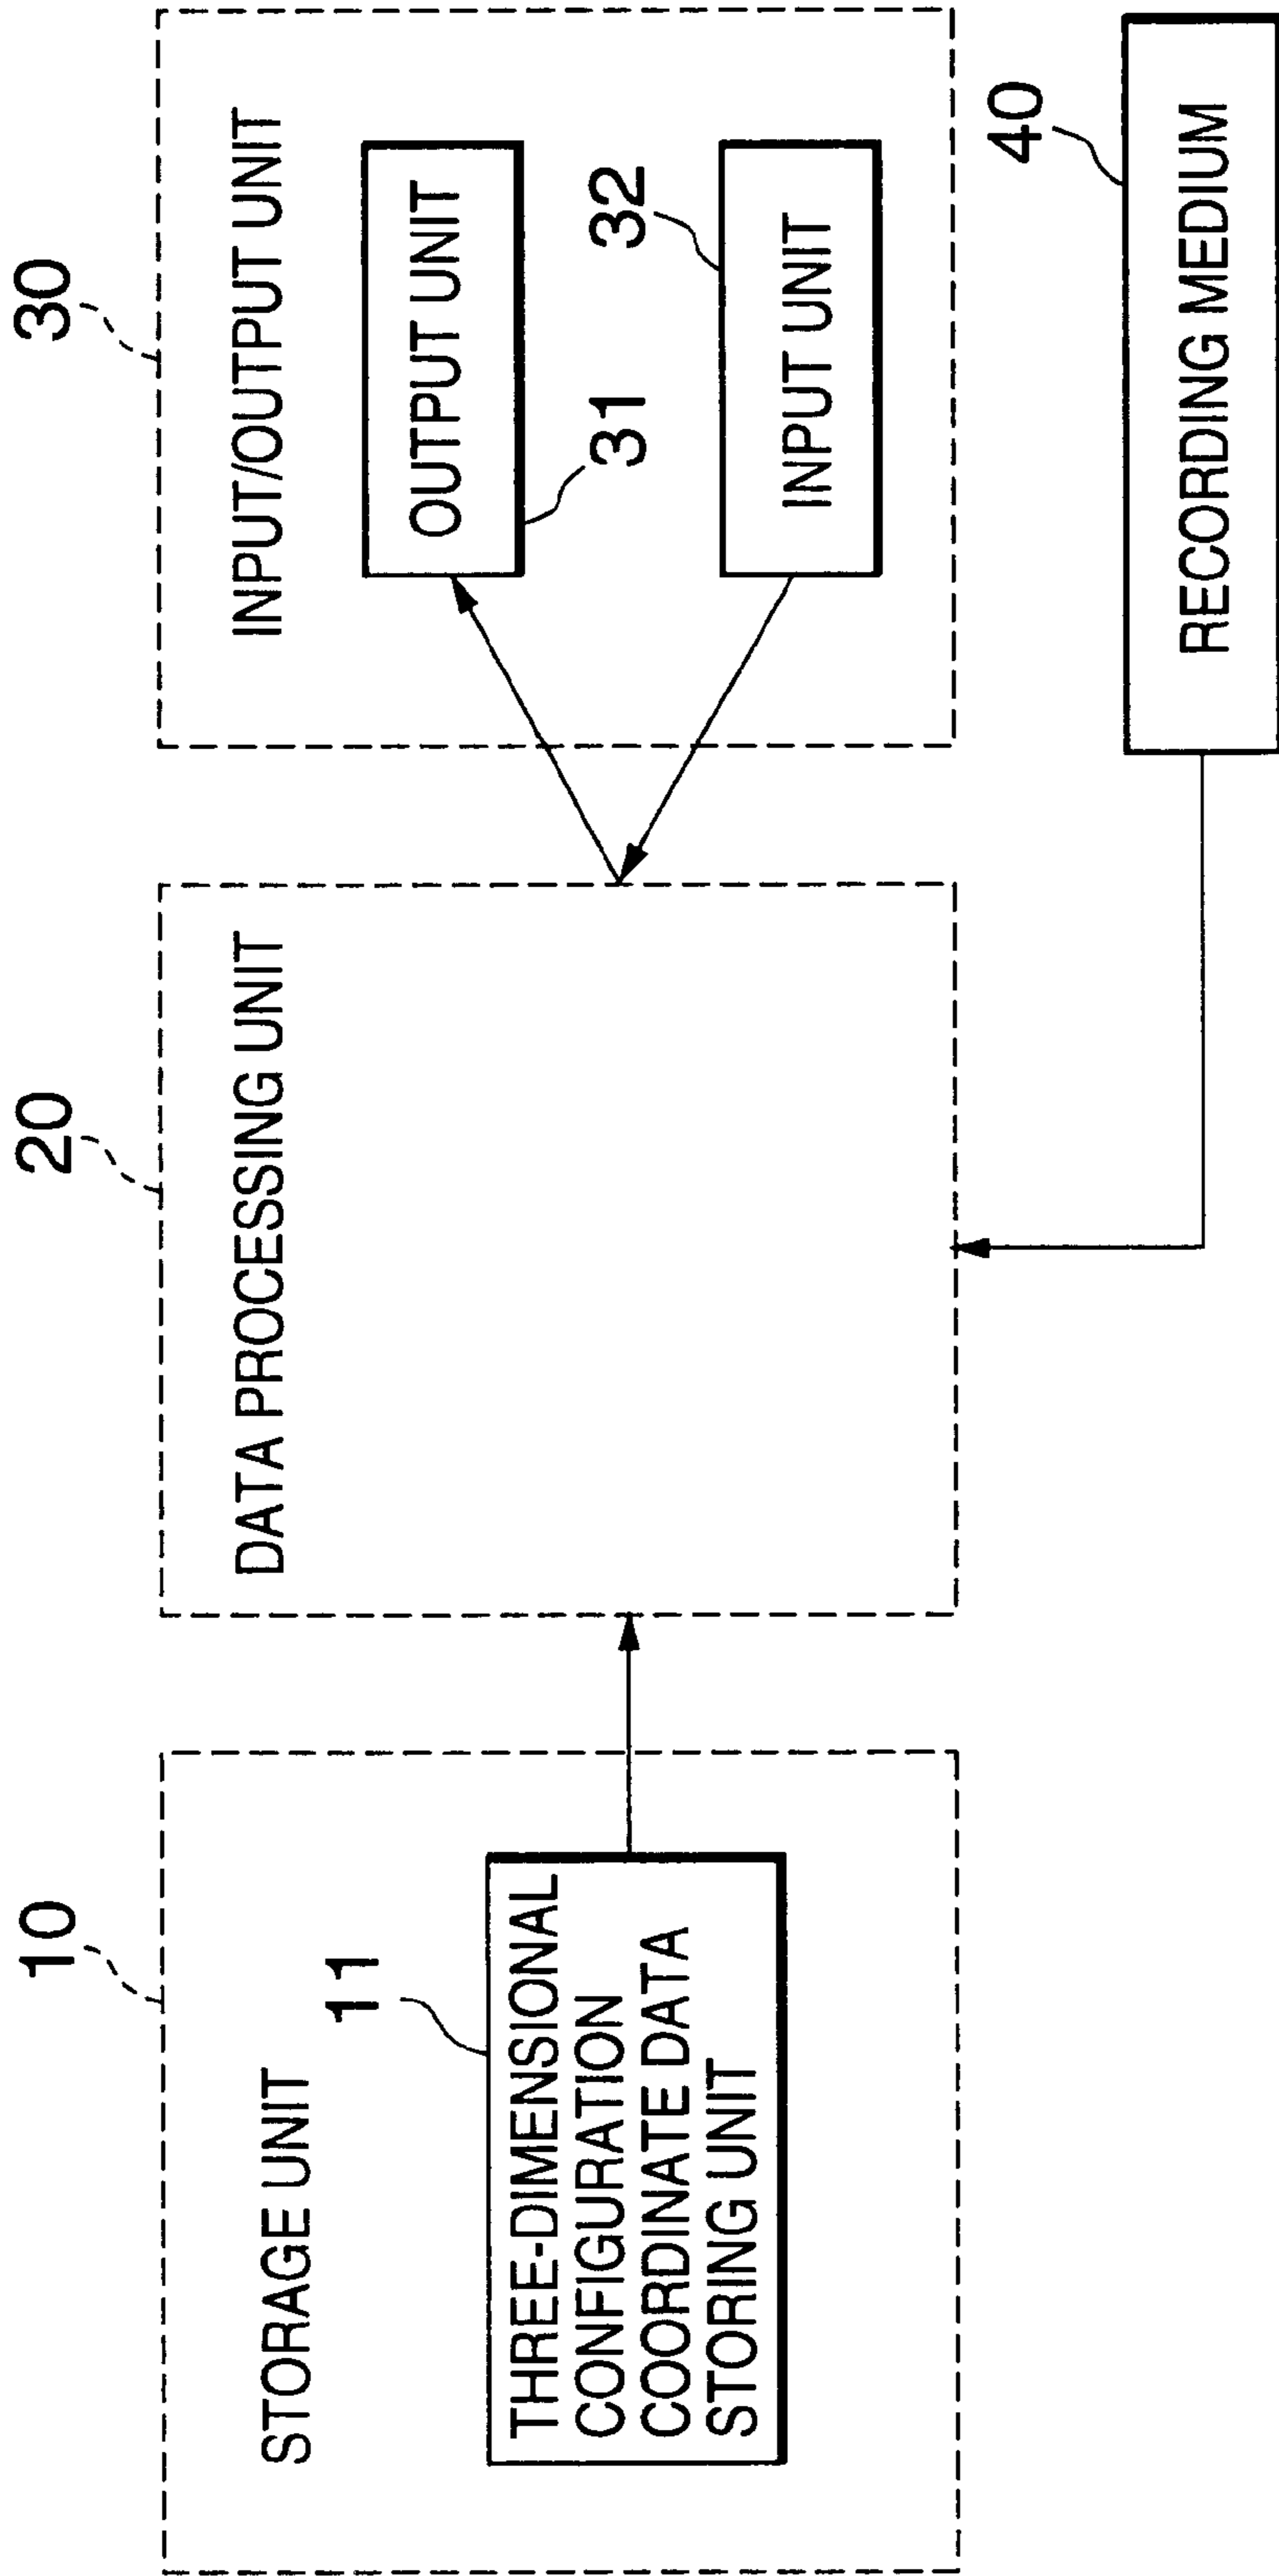 10
STORAGE UNIT
11
THREE-DIMENSIONAL
CONFIGURATION
COORDINATE DATA
STORING UNIT
20
DATA PROCESSING UNIT
30
INPUT/OUTPUT UNIT
OUTPUT UNIT
31
32
INPUT UNIT
40
RECORDING MEDIUM